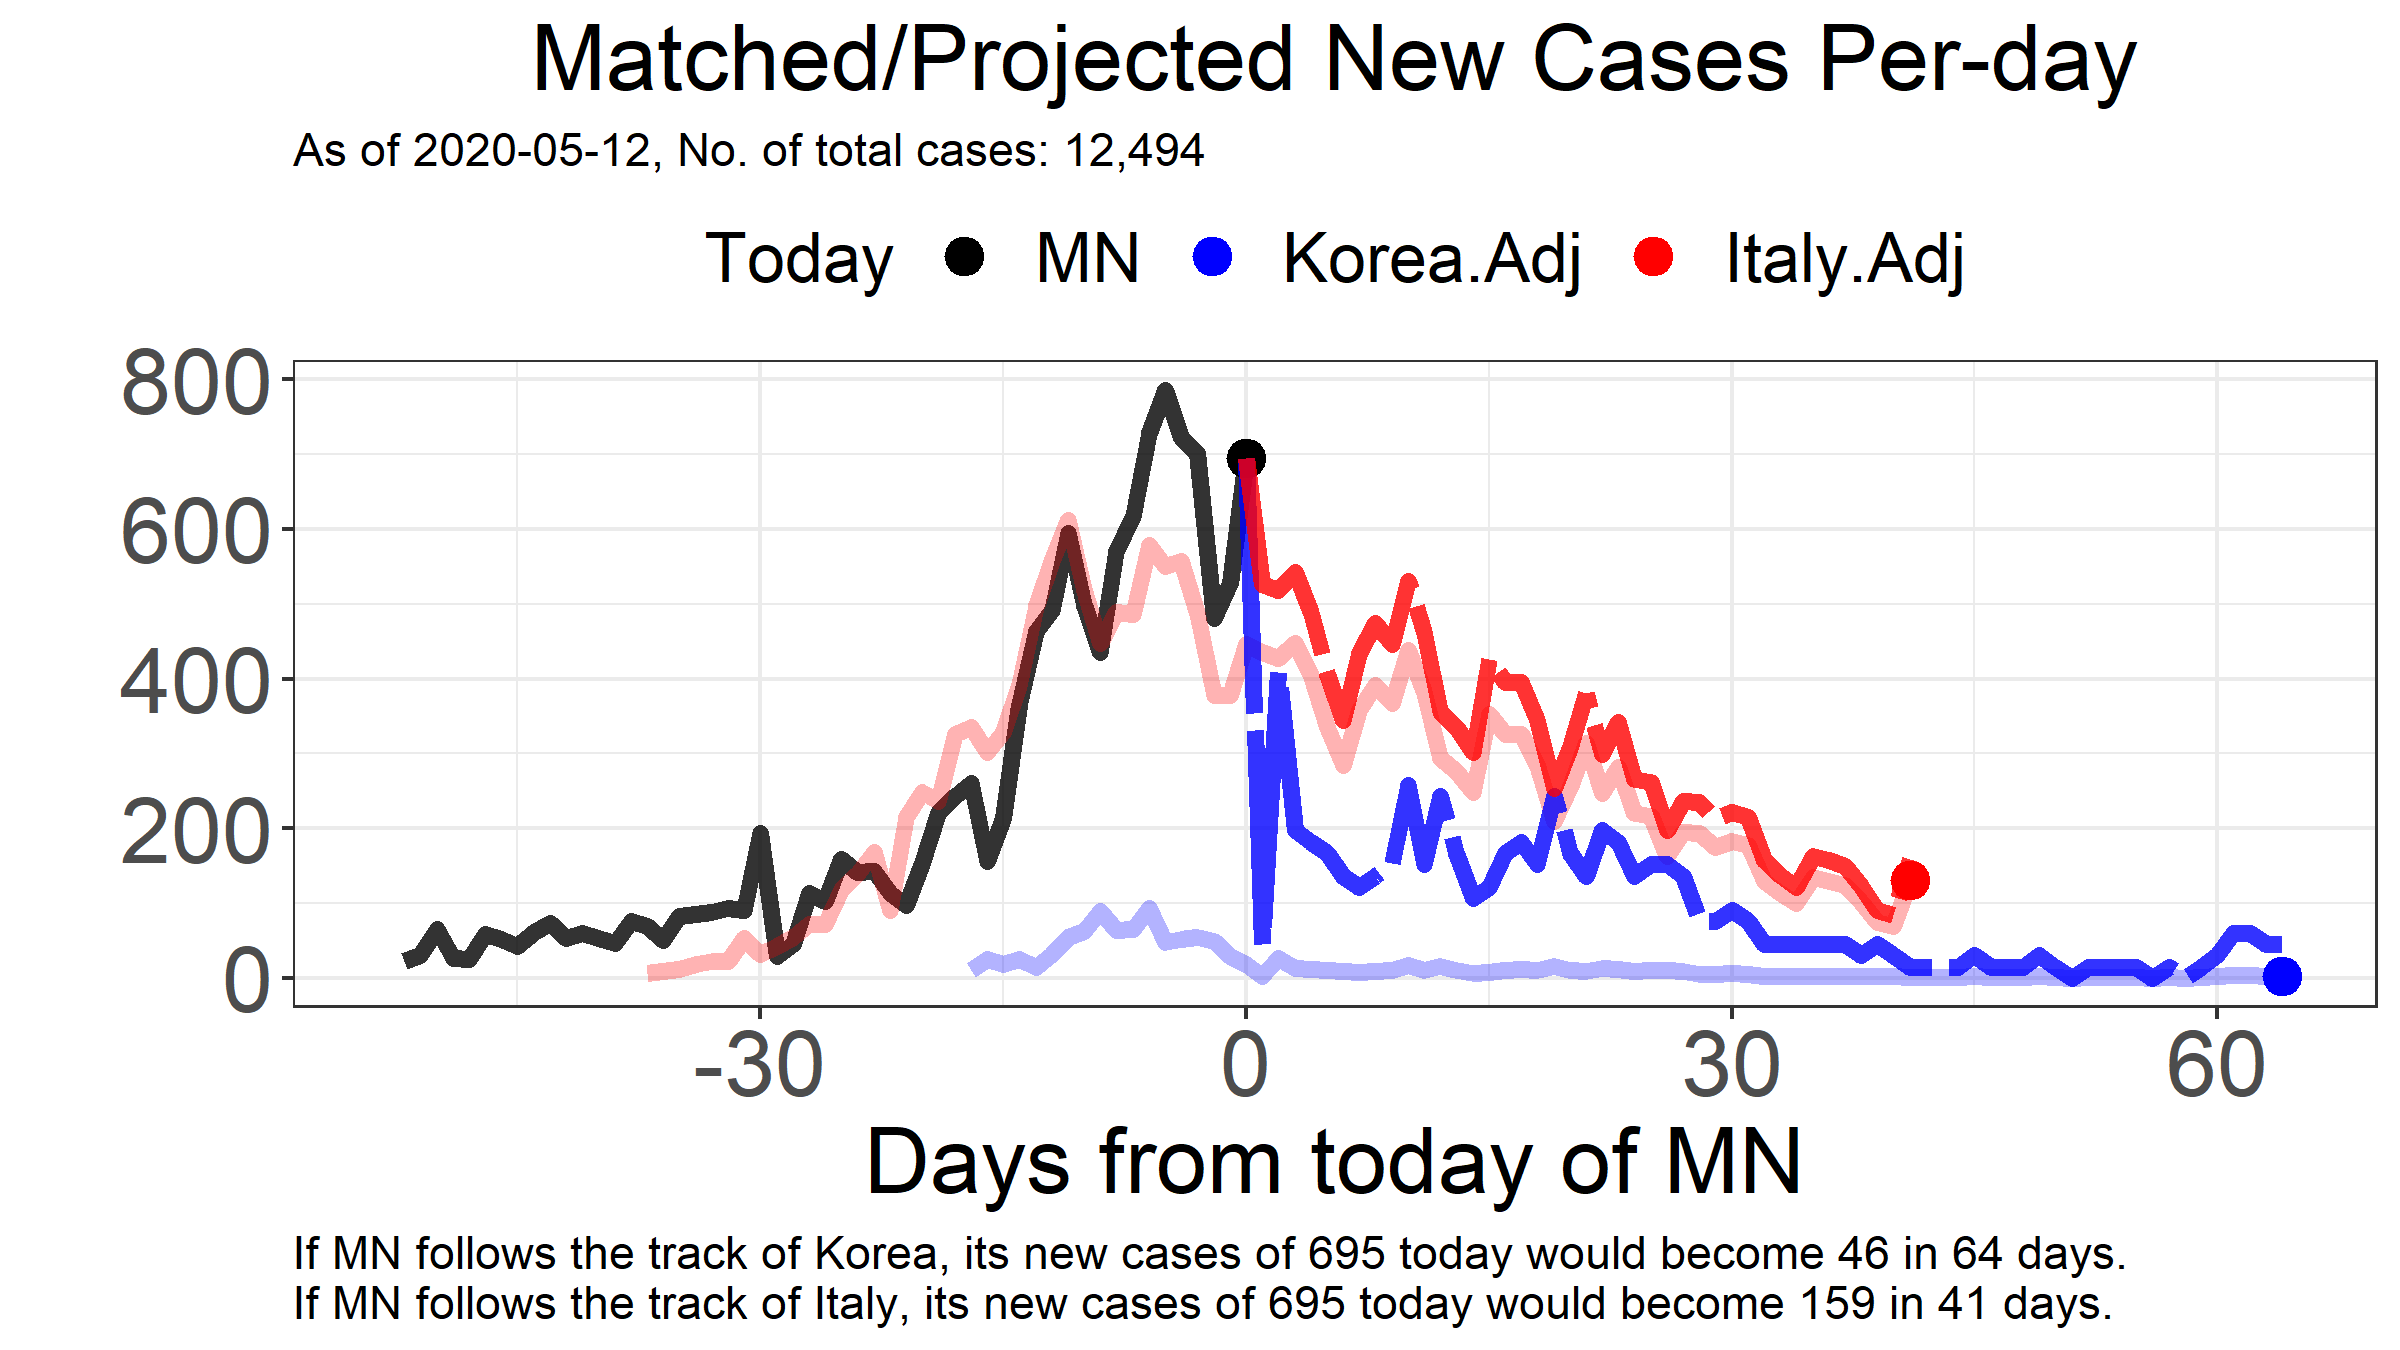 Matched/Projected New Cases Per-day
As of 2020-05-12, No. of total cases: 12,494
Today MN Korea.Adj Italy.Adj
800
600
400
200
0
-30 0 30 60
Days from today of MN
If MN follows the track of Korea, its new cases of 695 today would become 46 in 64 days.
If MN follows the track of Italy, its new cases of 695 today would become 159 in 41 days.